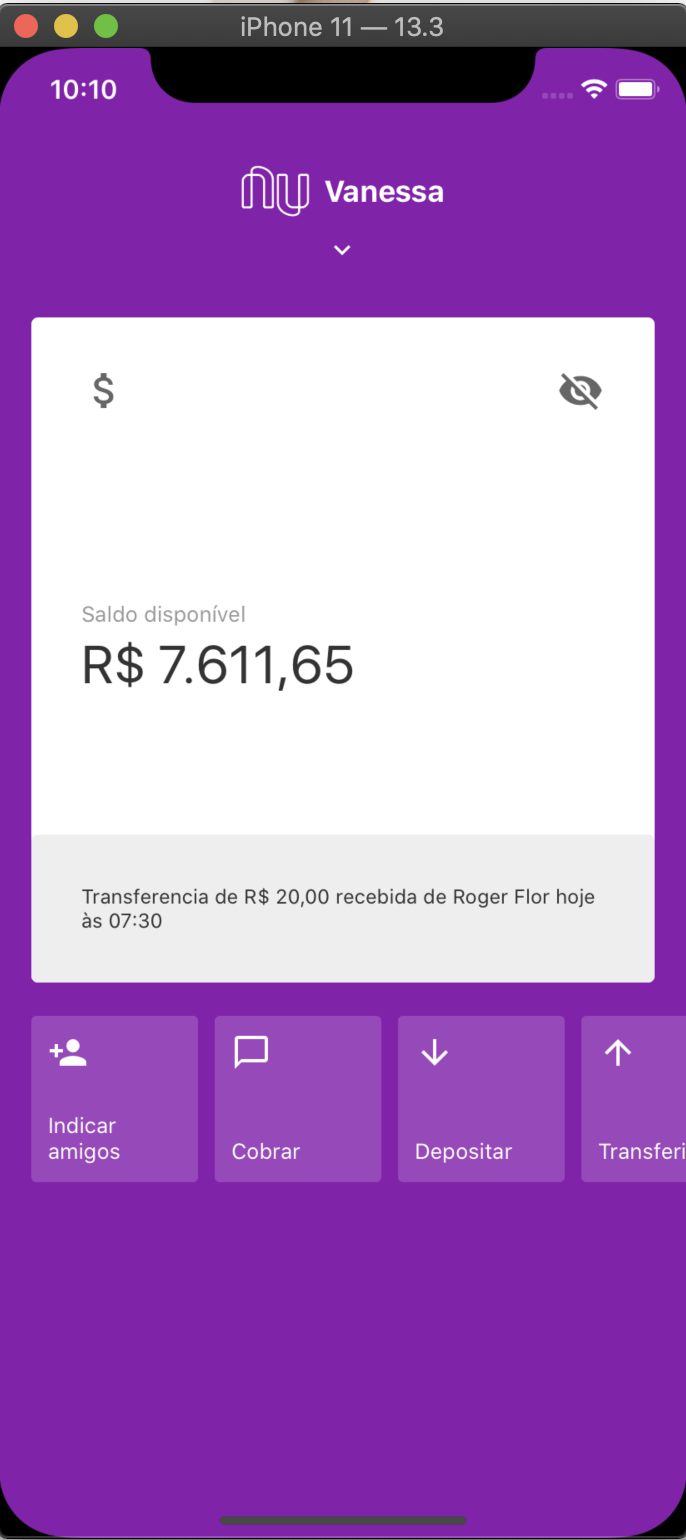 iPhone 11 — 13.3
10:10
nu Vanessa
$
Saldo disponível
R$ 7.611,65
Transferencia de R$ 20,00 recebida de Roger Flor hoje
às 07:30
Indicar
amigos
Cobrar
Depositar
Transferi